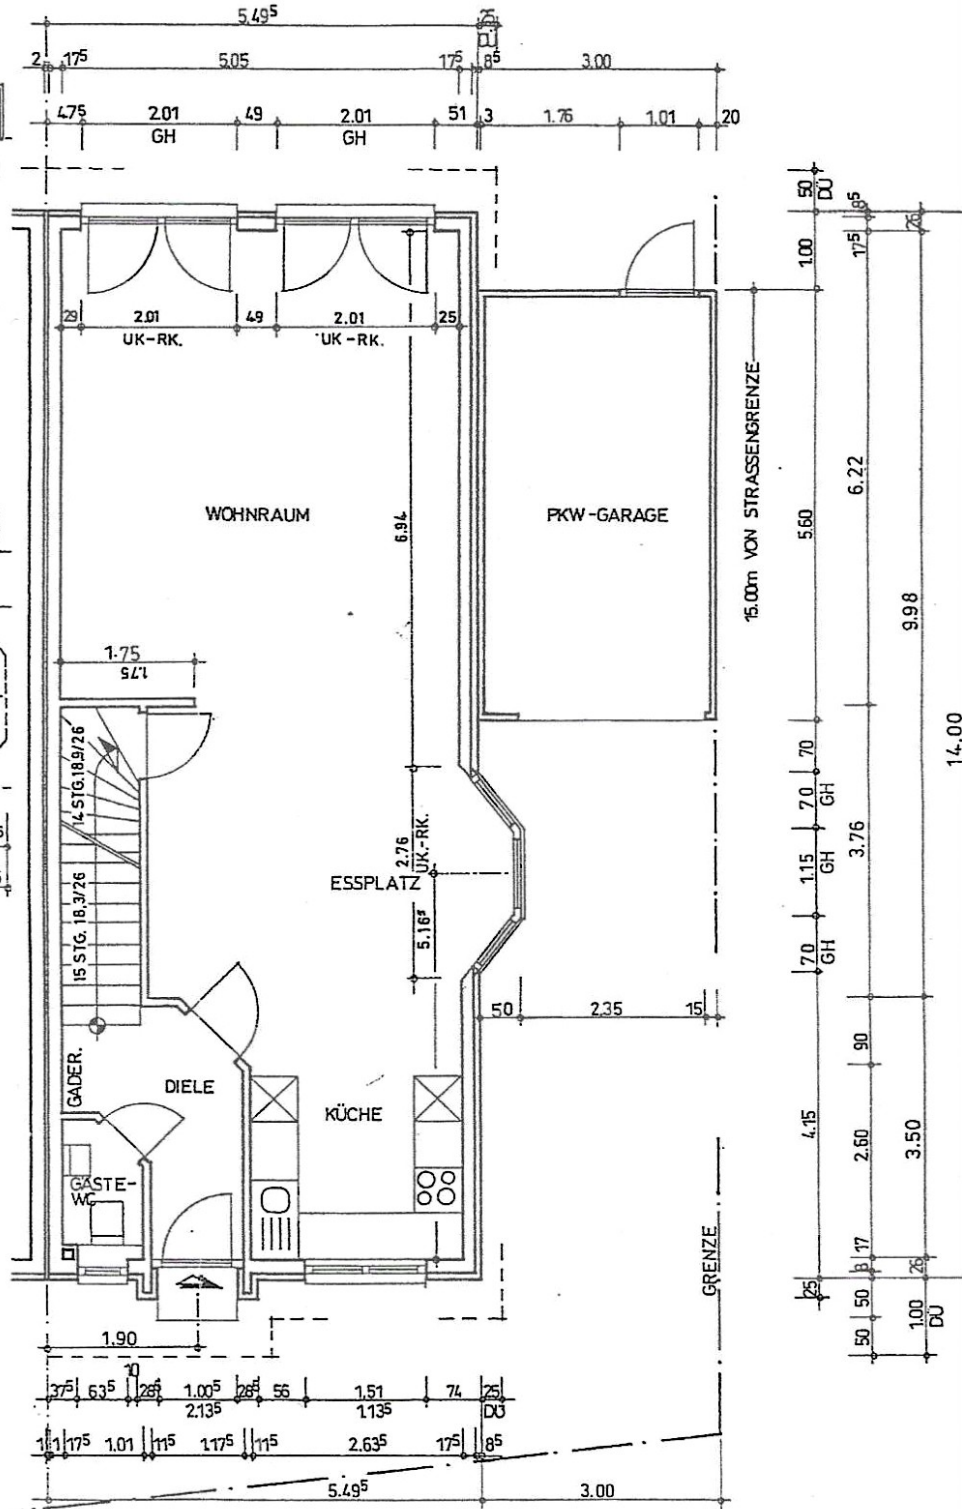 5.49⁵
2 17⁵ 5.05 17⁵ 8⁵ 3.00
4.75 2.01 49 2.01 51 3 1.76 1.01 20
GH GH
50 DÜ
8⁵ 26
1.00 17⁵
29 2.01 49 2.01 25
UK-RK. UK-RK.
15.00m VON STRASSENGRENZE
6.22
WOHNRAUM
PKW-GARAGE
6.94
5.60
9.98
1.75
1.75
14.00
14 STG. 18,9/26
70
70 GH
2.76
UK.-RK.
3.76
1.15 GH
ESSPLATZ
15 STG. 18,3/26
5.16⁵
70 GH
50 2.35 15
90
GADER.
DIELE
KÜCHE
4.15
2.60
3.50
GÄSTE-
WC
GRENZE
17
8 26
25
50
50
1.00
DÜ
1.90
10
37⁵ 63⁵ 28⁵ 1.00⁵ 28⁵ 56 1.51 74 25
2.13⁵ 1.13⁵ DÜ
1 1 17⁵ 1.01 11⁵ 1.17⁵ 11⁵ 2.63⁵ 17⁵ 8⁵
5.49⁵ 3.00